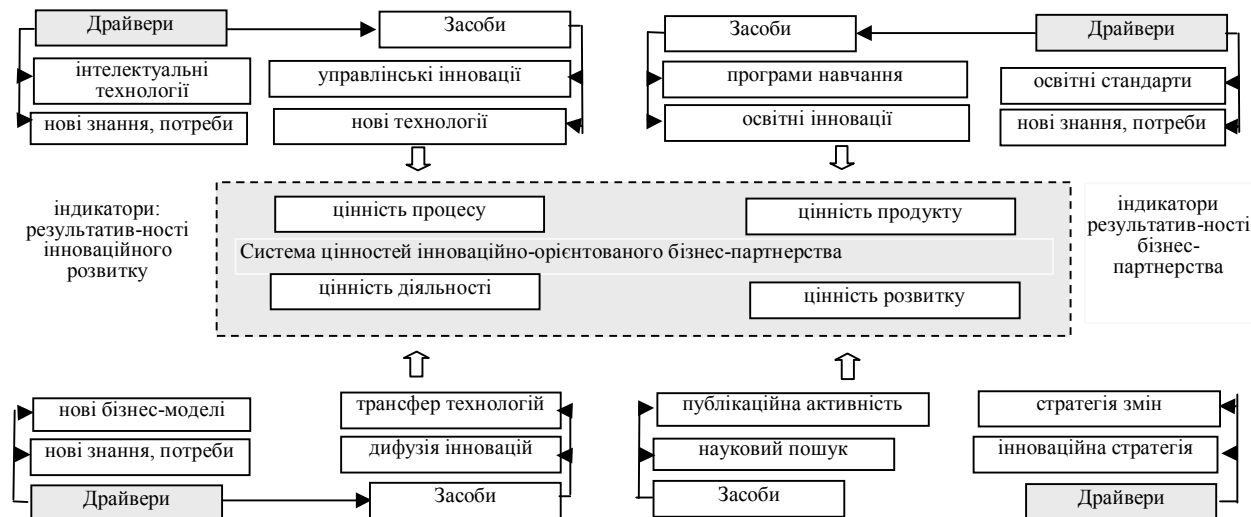 Драйвери
Засоби
Засоби
Драйвери
інтелектуальні
технології
управлінські інновації
програми навчання
освітні стандарти
нові знання, потреби
нові технології
освітні інновації
нові знання, потреби
індикатори:
результатив-ності
інноваційного
розвитку
цінність процесу
цінність продукту
Система цінностей інноваційно-орієнтованого бізнес-партнерства
цінність діяльності
цінність розвитку
індикатори
результатив-ності
бізнес-
партнерства
нові бізнес-моделі
трансфер технологій
публікаційна активність
стратегія змін
нові знання, потреби
дифузія інновацій
науковий пошук
інноваційна стратегія
Драйвери
Засоби
Засоби
Драйвери